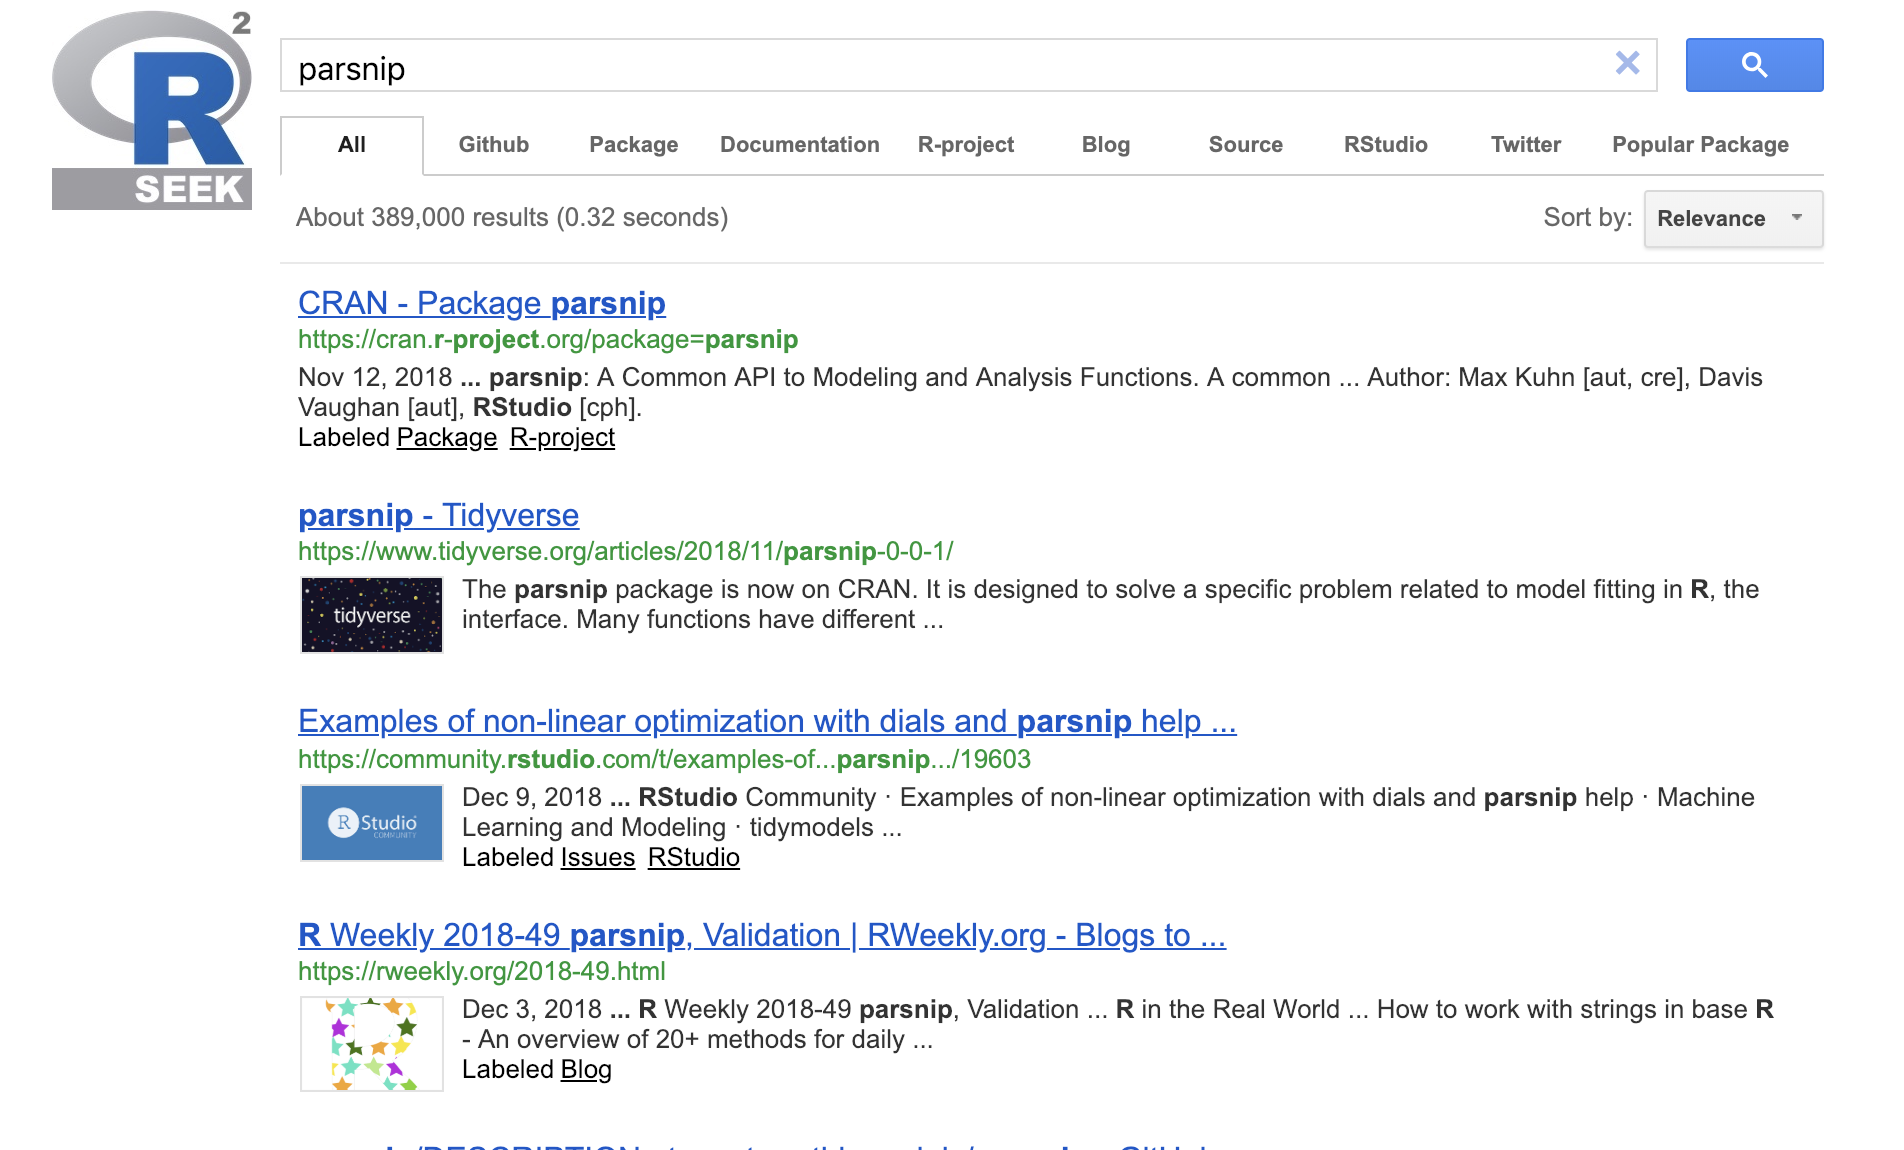 2
R
SEEK
parsnip
All Github Package Documentation R-project Blog Source RStudio Twitter Popular Package
About 389,000 results (0.32 seconds)
Sort by: Relevance
CRAN - Package parsnip
https://cran.r-project.org/package=parsnip
Nov 12, 2018 ... parsnip: A Common API to Modeling and Analysis Functions. A common ... Author: Max Kuhn [aut, cre], Davis
Vaughan [aut], RStudio [cph].
Labeled Package R-project
parsnip - Tidyverse
https://www.tidyverse.org/articles/2018/11/parsnip-0-0-1/
tidyverse
The parsnip package is now on CRAN. It is designed to solve a specific problem related to model fitting in R, the
interface. Many functions have different ...
Examples of non-linear optimization with dials and parsnip help ...
https://community.rstudio.com/t/examples-of...parsnip.../19603
R Studio
COMMUNITY
Dec 9, 2018 ... RStudio Community · Examples of non-linear optimization with dials and parsnip help · Machine
Learning and Modeling · tidymodels ...
Labeled Issues RStudio
R Weekly 2018-49 parsnip, Validation | RWeekly.org - Blogs to ...
https://rweekly.org/2018-49.html
R
Dec 3, 2018 ... R Weekly 2018-49 parsnip, Validation ... R in the Real World ... How to work with strings in base R
- An overview of 20+ methods for daily ...
Labeled Blog